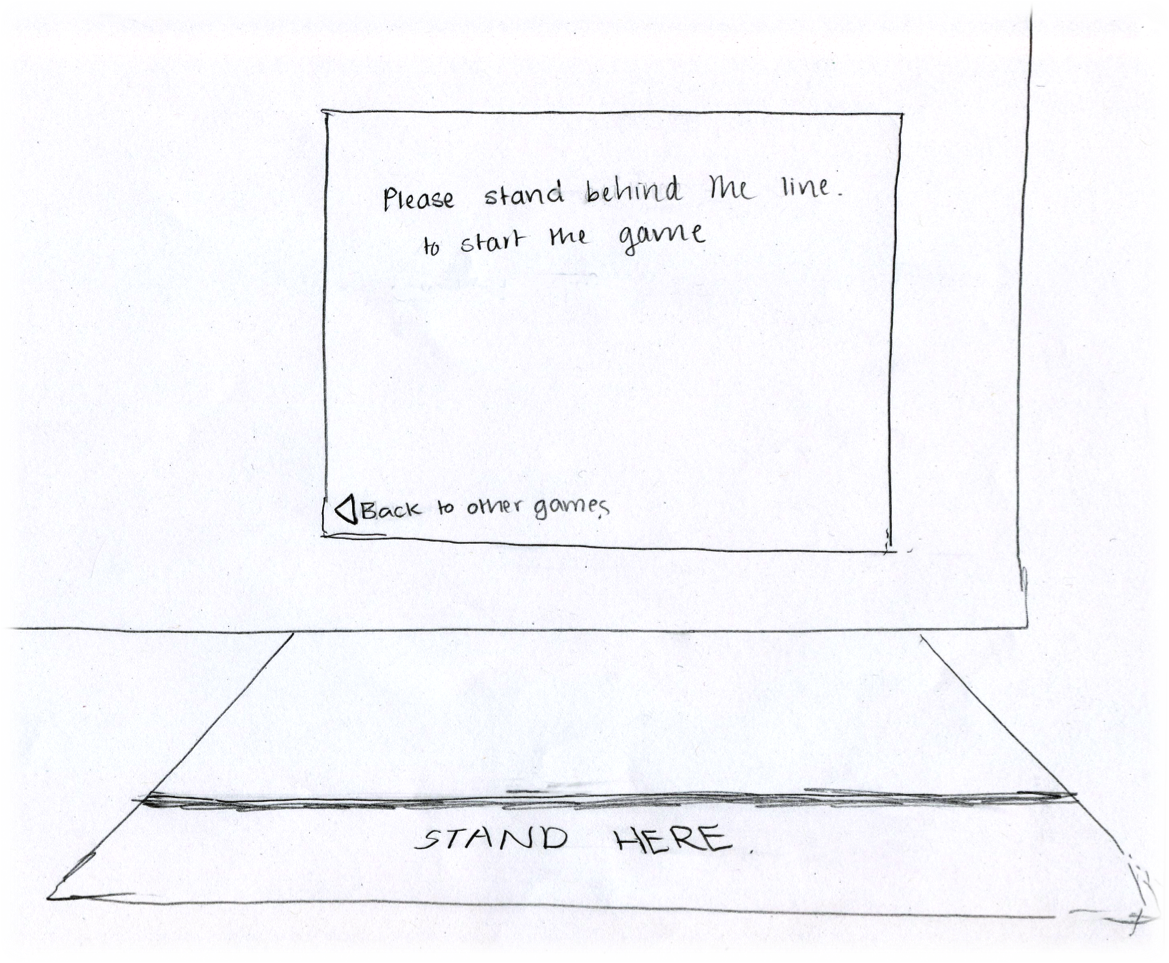 Please stand behind the line.
to start the game
Back to other games
STAND HERE.